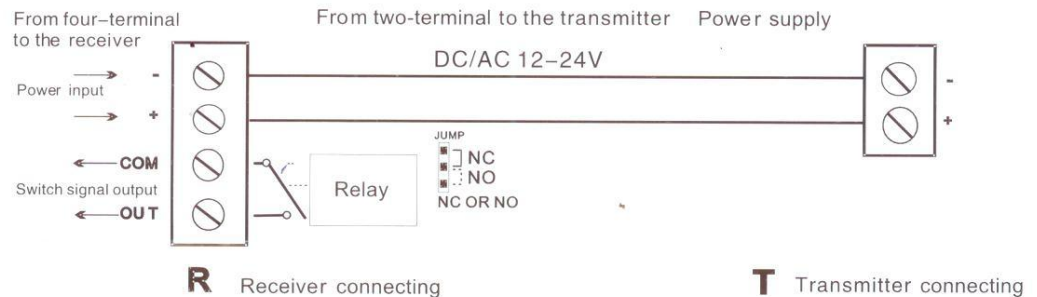 From four-terminal
to the receiver
From two-terminal to the transmitter Power supply
DC/AC 12-24V
-
Power input
+
COM
Switch signal output
OUT
Relay
JUMP
NC
NO
NC OR NO
-
+
R Receiver connecting
T Transmitter connecting